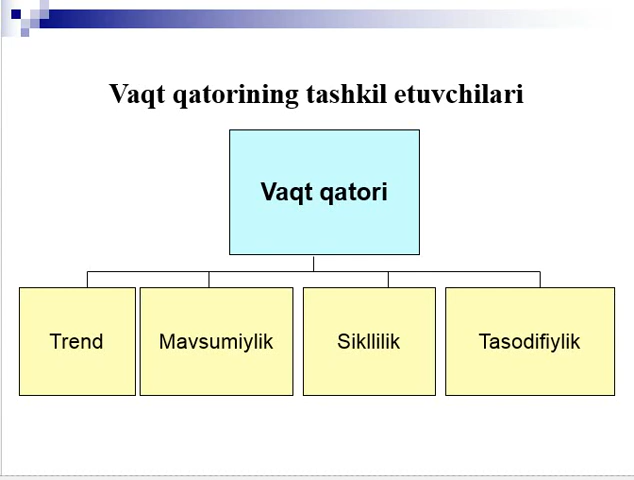 Vaqt qatorining tashkil etuvchilari
Vaqt qatori
Trend
Mavsumiylik
Sikllilik
Tasodifiylik